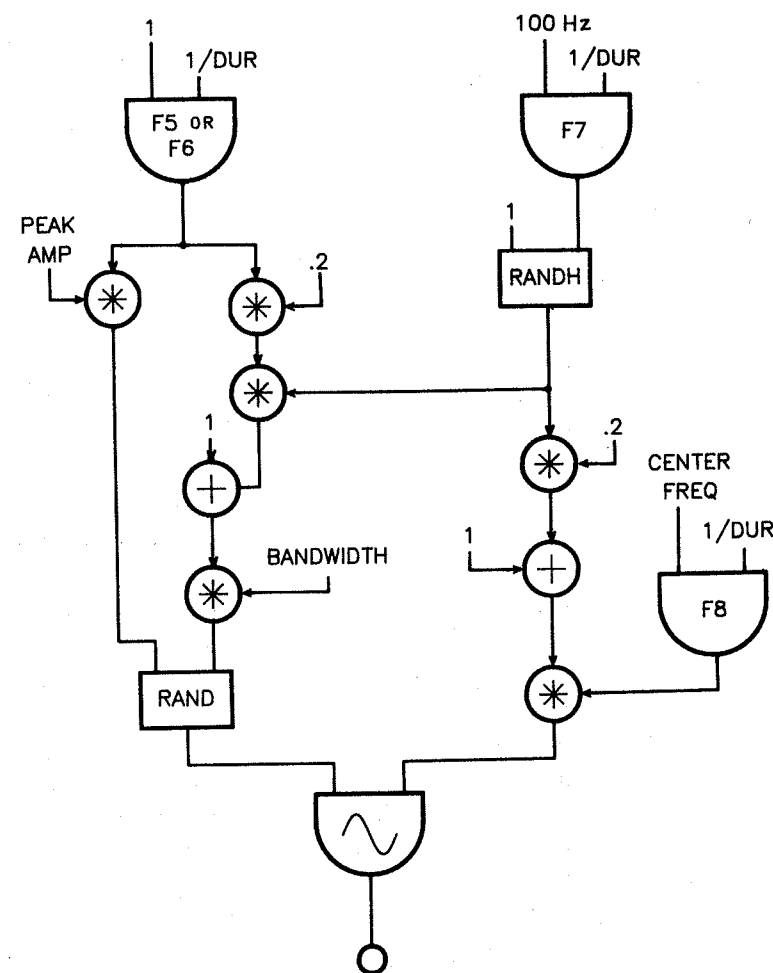 1
1/DUR
F5 OR
F6
100 Hz
1/DUR
F7
PEAK
AMP
.2
1
RANDH
1
.2
CENTER
FREQ
1
1/DUR
BANDWIDTH
F8
RAND